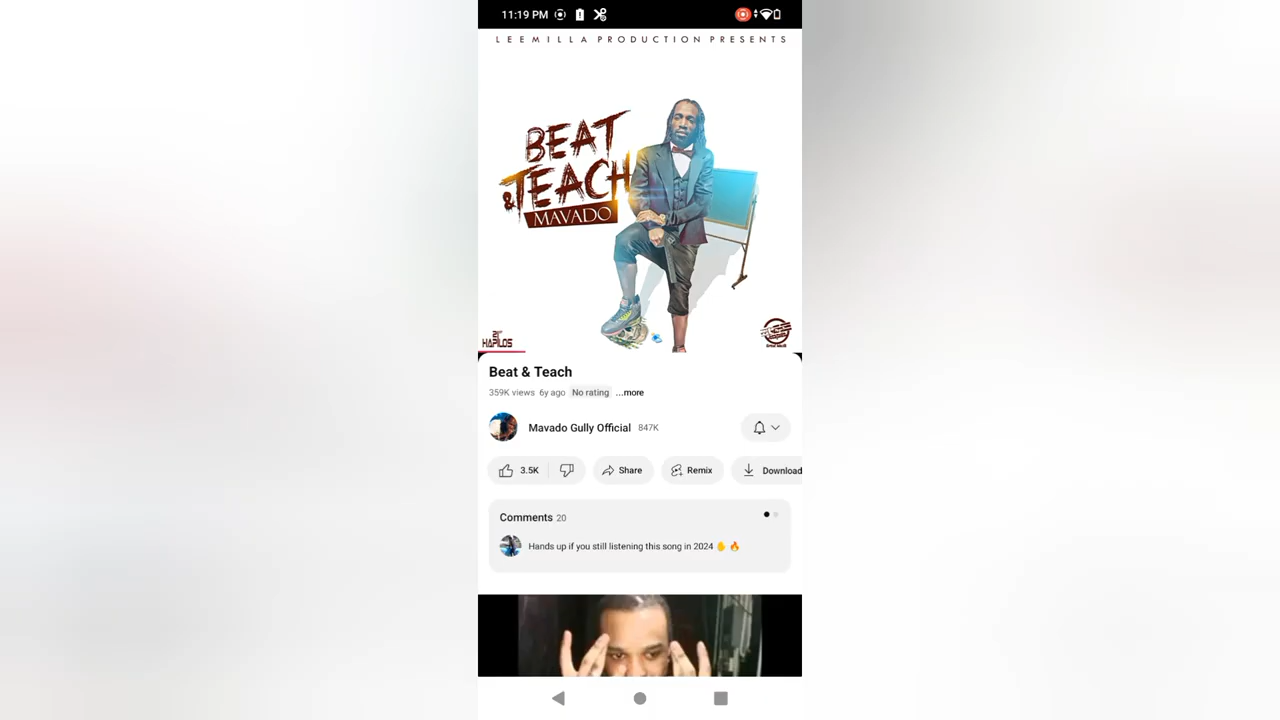 11:19 PM
LEEMILLA PRODUCTION PRESENTS
BEAT
& TEACH
MAVADO
21st
HAPILOS
Beat & Teach
359K views 6y ago No rating ...more
Mavado Gully Official 847K
3.5K Share Remix Download
Comments 20
Hands up if you still listening this song in 2024 ✋ 🔥